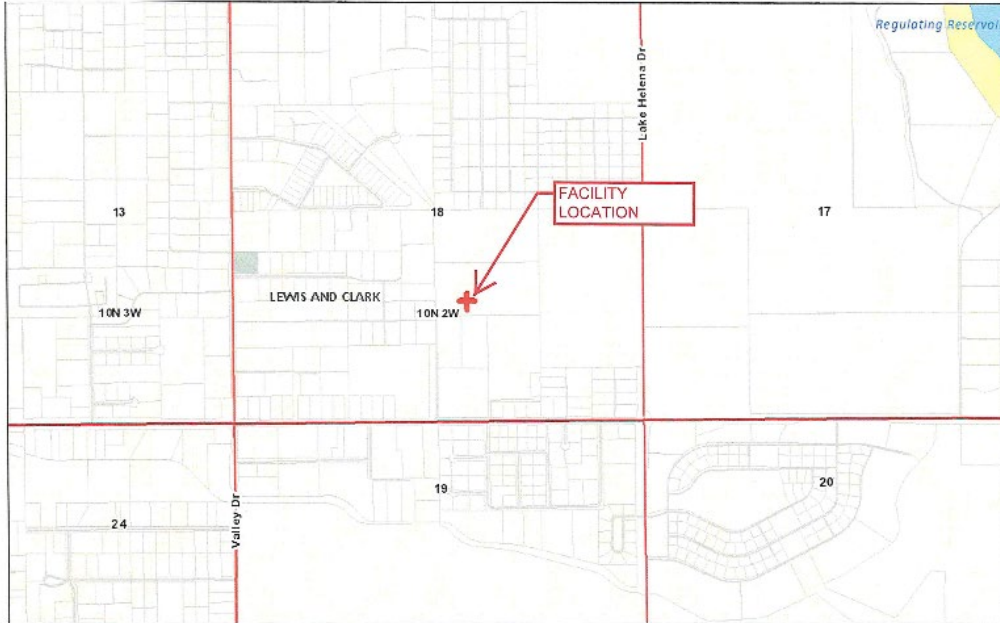 Regulating Reservoi
Lake Helena Dr
FACILITY
LOCATION
13
18
17
LEWIS AND CLARK
10N 3W
10N 2W
19
20
24
Valley Dr